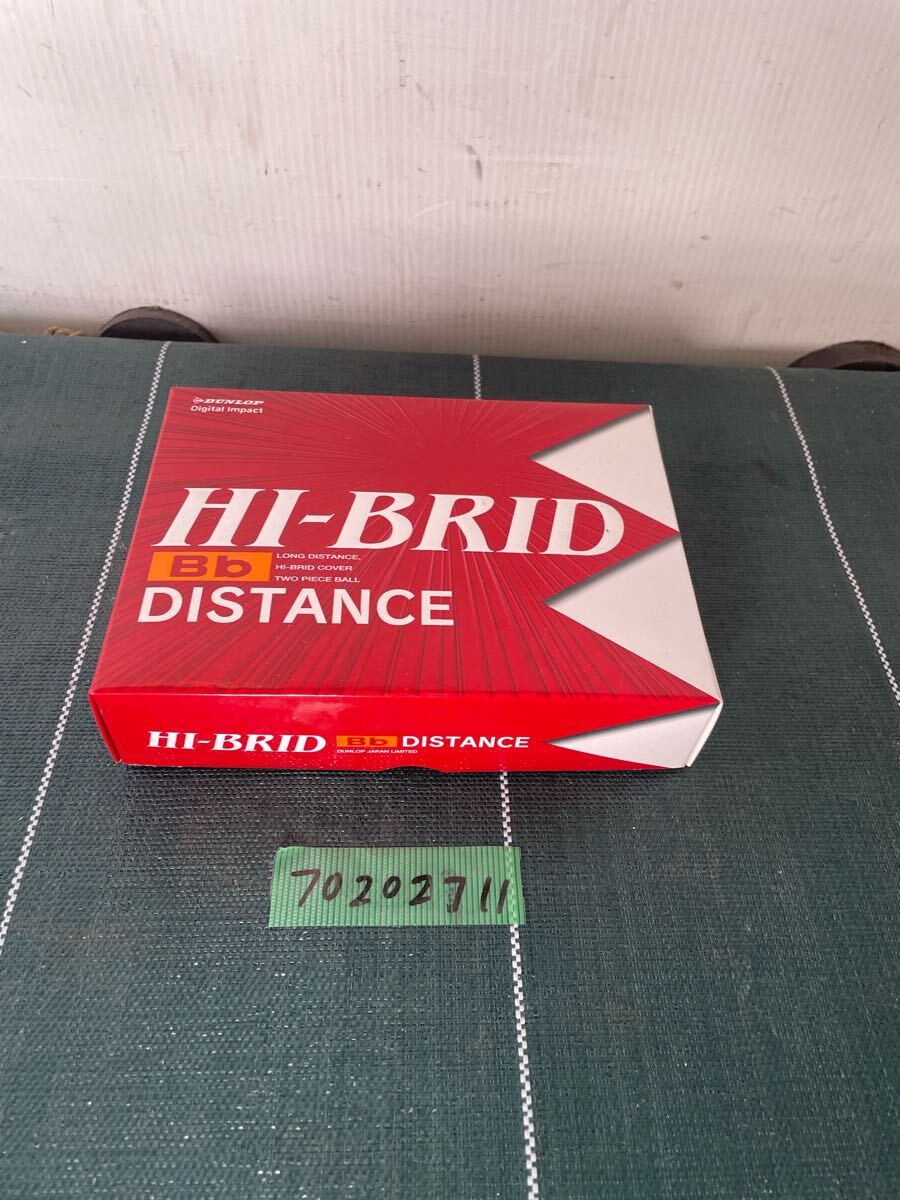 DUNLOP
Digital Impact
HI-BRID
Bb
LONG DISTANCE,
HI-BRID COVER
TWO PIECE BALL
DISTANCE
HI-BRID Bb DISTANCE
DUNLOP JAPAN LIMITED
70202711